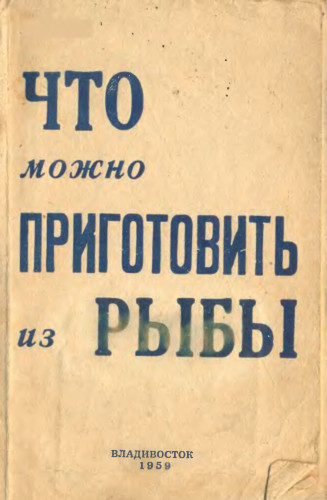 ЧТО
можно
ПРИГОТОВИТЬ
из РЫБЫ
ВЛАДИВОСТОК
1959